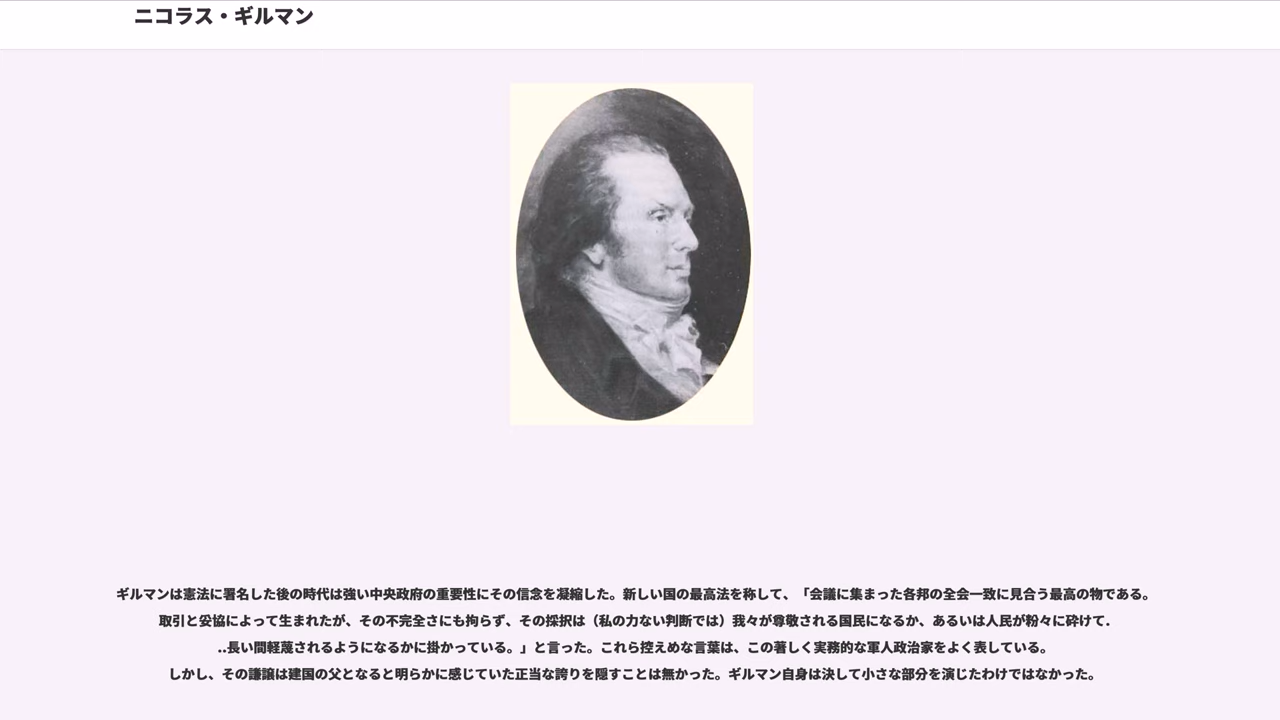 ニコラス・ギルマン
ギルマンは憲法に署名した後の時代は強い中央政府の重要性にその信念を凝縮した。新しい国の最高法を称して、「会議に集まった各邦の全会一致に見合う最高の物である。
取引と妥協によって生まれたが、その不完全さにも拘らず、その採択は（私の力ない判断では）我々が尊敬される国民になるか、あるいは人民が粉々に砕けて.
..長い間軽蔑されるようになるかに掛かっている。」と言った。これら控えめな言葉は、この著しく実務的な軍人政治家をよく表している。
しかし、その謙譲は建国の父となると明らかに感じていた正当な誇りを隠すことは無かった。ギルマン自身は決して小さな部分を演じたわけではなかった。